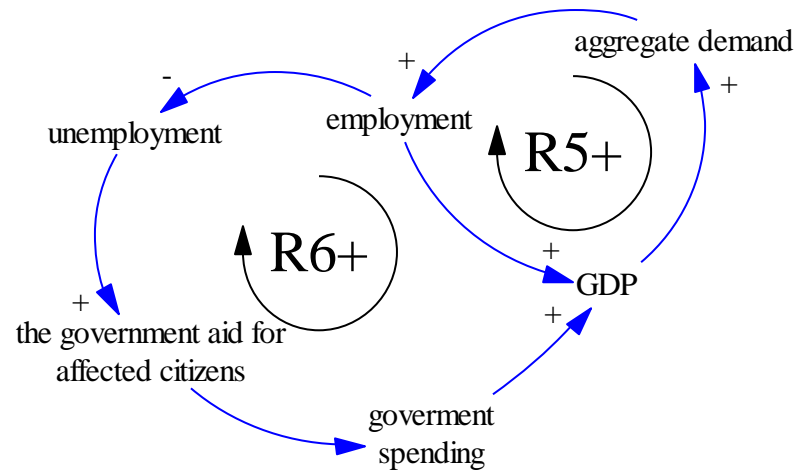 aggregate demand
+
+
-
employment
unemployment
R5+
R6+
+
GDP
+
+
the government aid for
affected citizens
goverment
spending